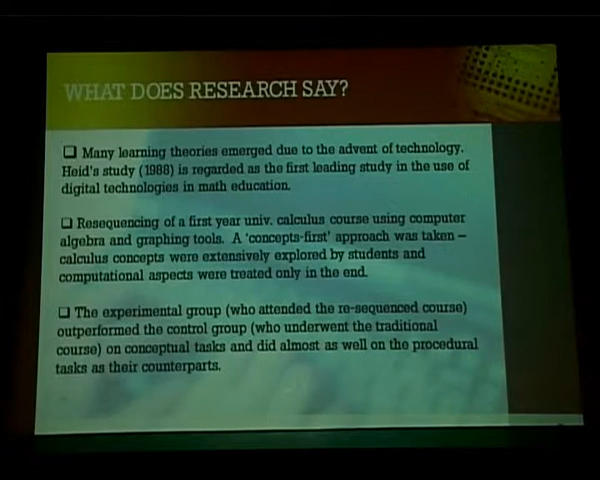 WHAT DOES RESEARCH SAY?
❑ Many learning theories emerged due to the advent of technology.
Heid's study (1988) is regarded as the first leading study in the use of
digital technologies in math education.
❑ Resequencing of a first year univ. calculus course using computer
algebra and graphing tools. A 'concepts-first' approach was taken –
calculus concepts were extensively explored by students and
computational aspects were treated only in the end.
❑ The experimental group (who attended the re-sequenced course)
outperformed the control group (who underwent the traditional
course) on conceptual tasks and did almost as well on the procedural
tasks as their counterparts.